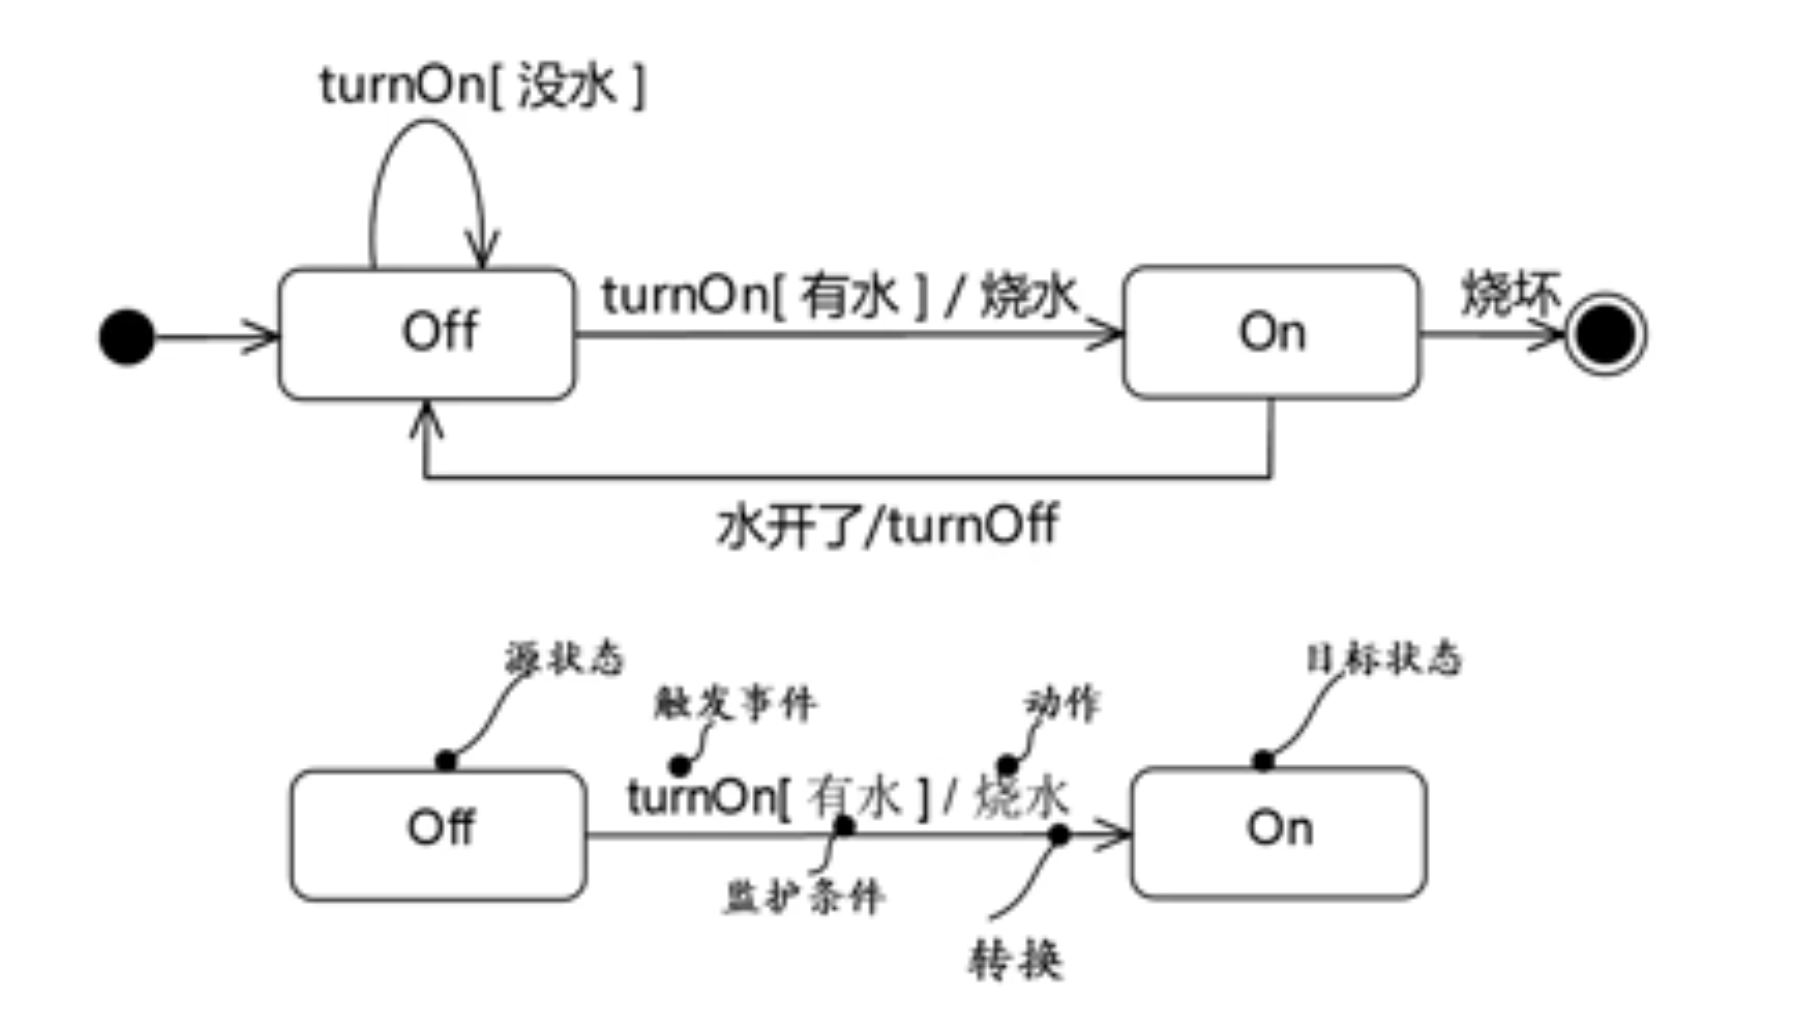 turnOn[ 没水 ]
Off
turnOn[ 有水 ] / 烧水
On
烧坏
水开了/turnOff
源状态
目标状态
触发事件
动作
Off
turnOn[ 有水 ] / 烧水
On
监护条件
转换